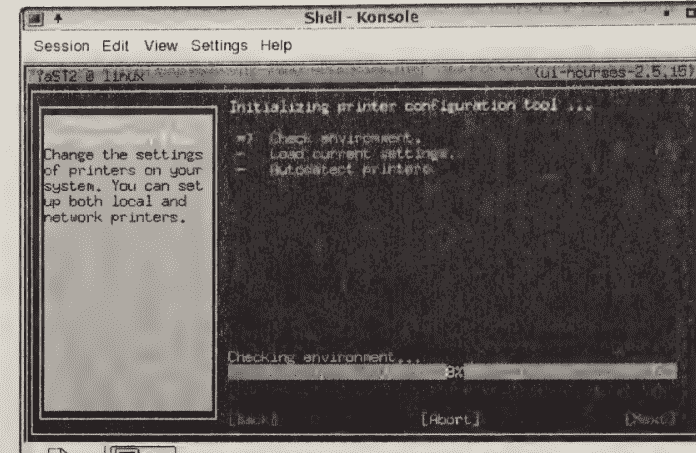 Shell - Konsole
Session Edit View Settings Help
YaST2 @ linux
(ui-ncurses-2.5.15)
Initializing printer configuration tool ...
=> Check environment.
- Load current settings.
- Autodetect printers
Change the settings
of printers on your
system. You can set
up both local and
network printers.
Checking environment...
8%
[Back] [Abort] [Next]